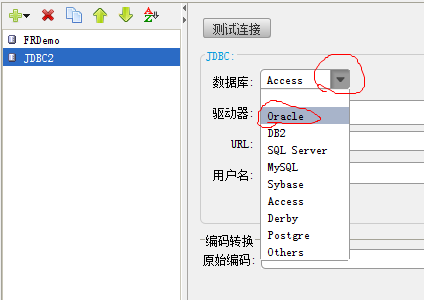 FRDemo
JDBC2
测试连接
JDBC:
数据库: Access
驱动器:
URL:
用户名:
Oracle
DB2
SQL Server
MySQL
Sybase
Access
Derby
Postgre
Others
编码转换
原始编码: